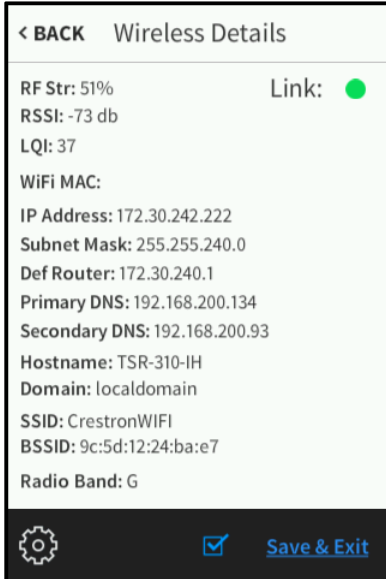 < BACK Wireless Details
RF Str: 51% Link:
RSSI: -73 db
LQI: 37
WiFi MAC:
IP Address: 172.30.242.222
Subnet Mask: 255.255.240.0
Def Router: 172.30.240.1
Primary DNS: 192.168.200.134
Secondary DNS: 192.168.200.93
Hostname: TSR-310-IH
Domain: localdomain
SSID: CrestronWIFI
BSSID: 9c:5d:12:24:ba:e7
Radio Band: G
Save & Exit